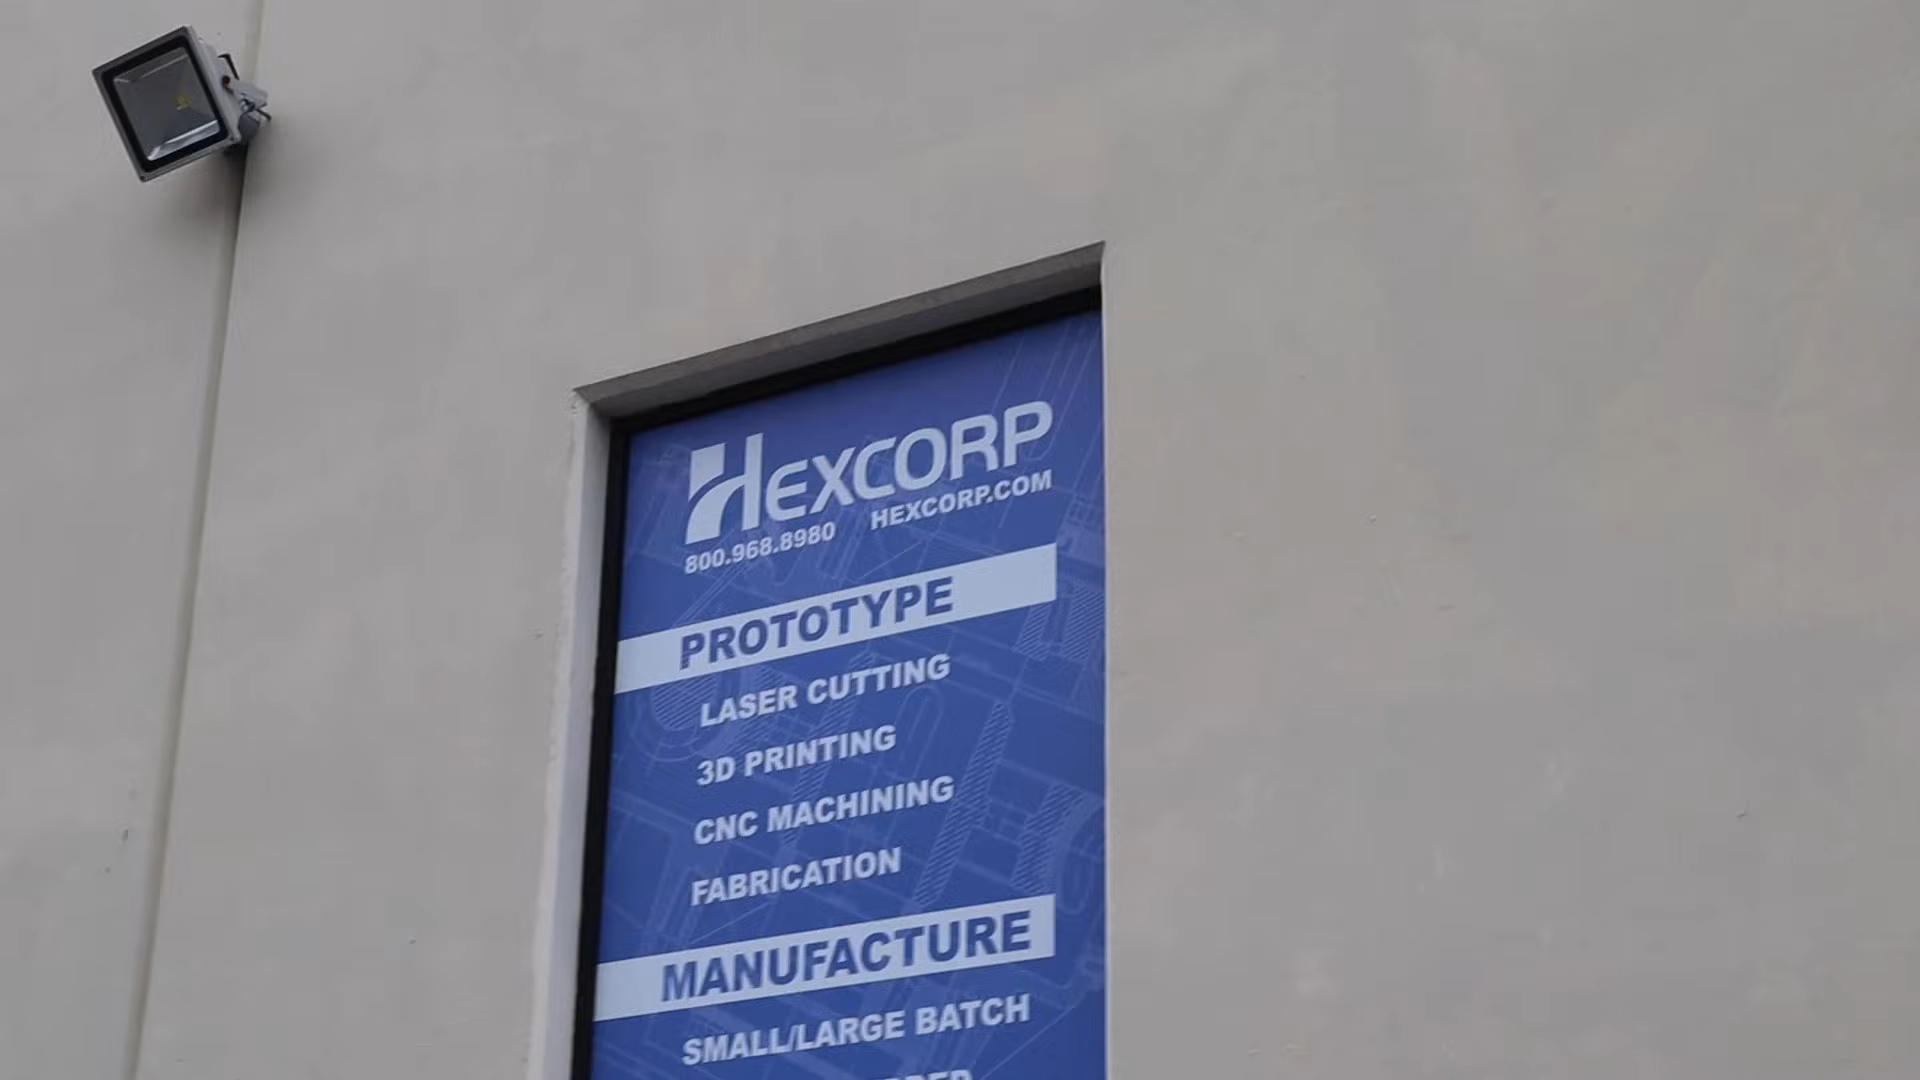 HEXCORP
800.968.8980 HEXCORP.COM
PROTOTYPE
LASER CUTTING
3D PRINTING
CNC MACHINING
FABRICATION
MANUFACTURE
SMALL/LARGE BATCH